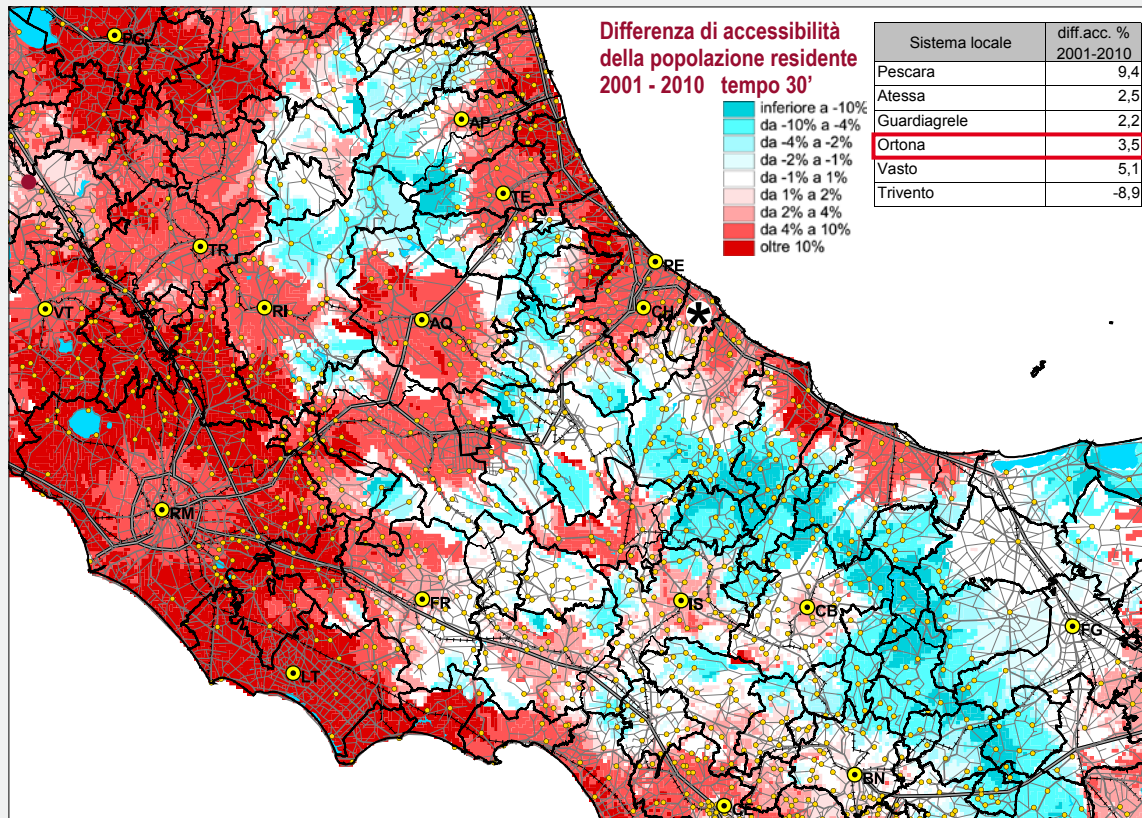 Differenza di accessibilità
della popolazione residente
2001 - 2010 tempo 30'
inferiore a -10%
da -10% a -4%
da -4% a -2%
da -2% a -1%
da -1% a 1%
da 1% a 2%
da 2% a 4%
da 4% a 10%
oltre 10%
Sistema locale diff.acc. %
2001-2010
Pescara 9,4
Atessa 2,5
Guardiagrele 2,2
Ortona 3,5
Vasto 5,1
Trivento -8,9
PG
AP
TE
TR
PE
VT
RI
AQ
CH
*
RM
FR
IS
CB
FG
LT
BN
CE